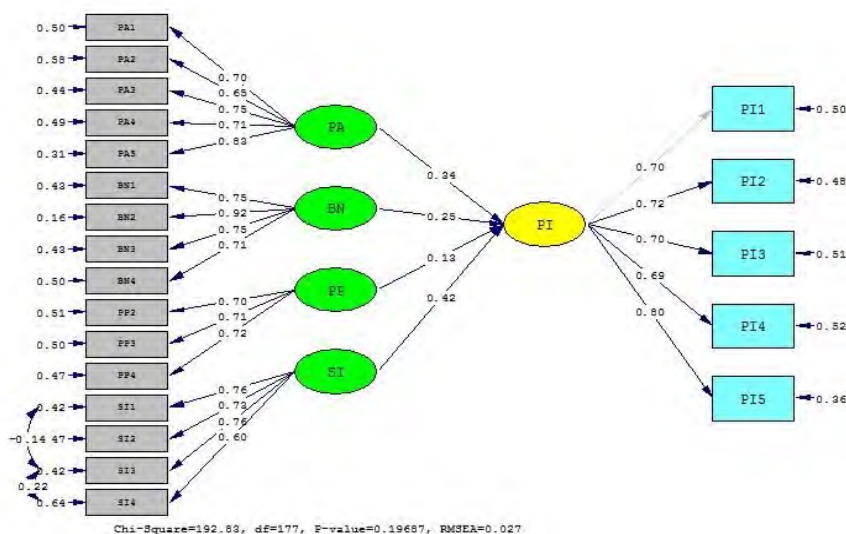 0.50 PA1
0.58 PA2
0.44 PA3
0.49 PA4
0.31 PA5
0.43 BN1
0.16 BN2
0.43 BN3
0.50 BN4
0.51 PP2
0.50 PP3
0.47 PP4
0.42 SI1
-0.14 47 SI2
0.42 SI3
0.22
0.64 SI4
0.70
0.65
0.75
0.71
0.83
0.75
0.92
0.75
0.71
0.70
0.71
0.72
0.76
0.73
0.76
0.60
PA
BN
PP
SI
0.34
0.25
0.13
0.42
PI
0.70
0.72
0.70
0.69
0.80
PI1 0.50
PI2 0.48
PI3 0.51
PI4 0.52
PI5 0.36
Chi-Square=192.83, df=177, P-value=0.19687, RMSEA=0.027